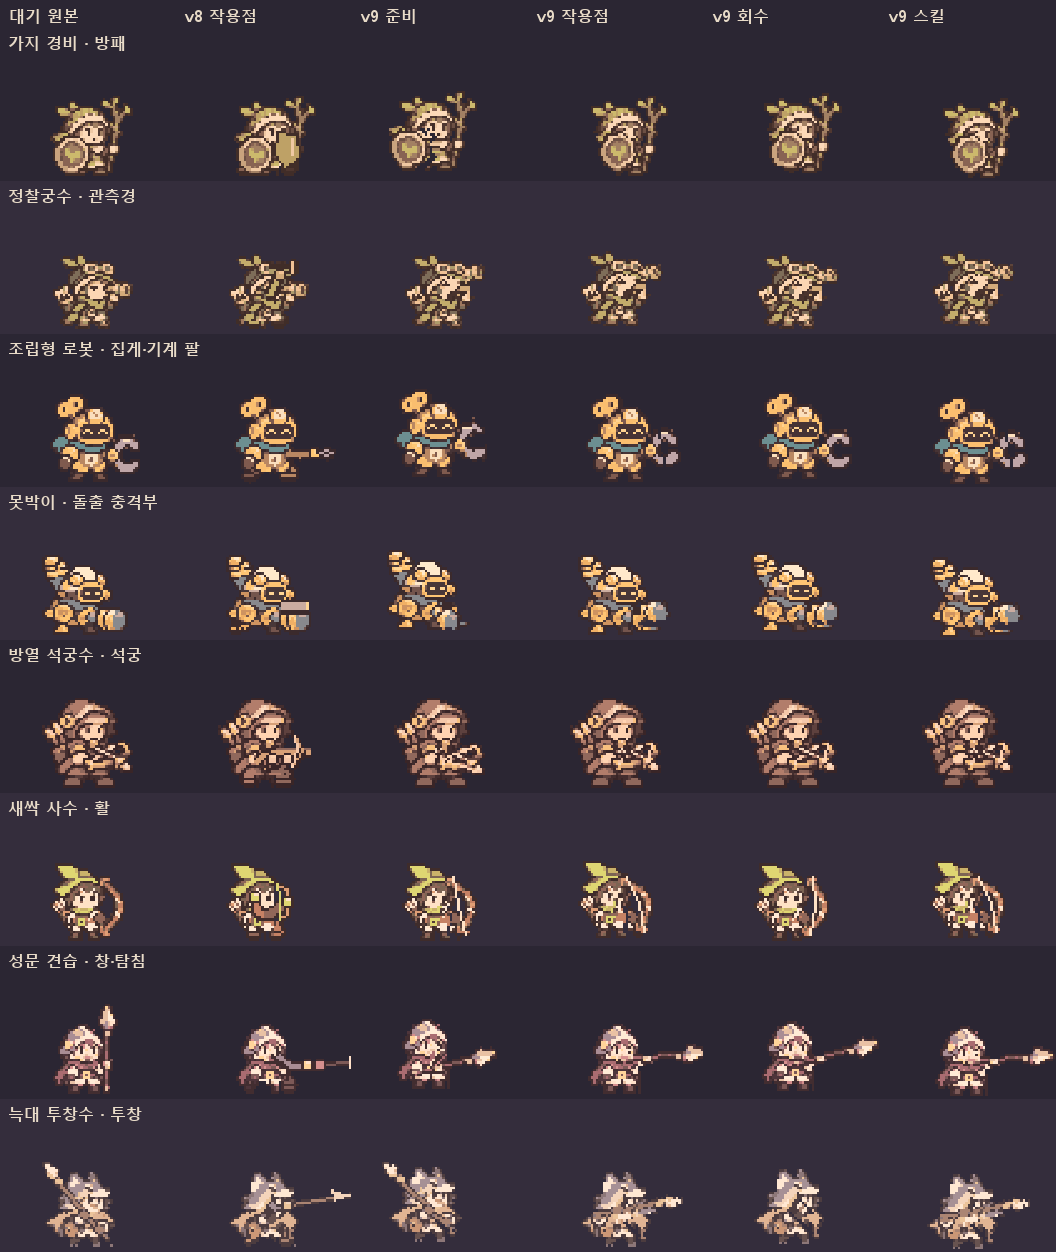 대기 원본 v8 작용점 v9 준비 v9 작용점 v9 회수 v9 스킬
가지 경비 · 방패
정찰궁수 · 관측경
조립형 로봇 · 집게·기계 팔
못박이 · 돌출 충격부
방열 석궁수 · 석궁
새싹 사수 · 활
성문 견습 · 창·탐침
늑대 투창수 · 투창